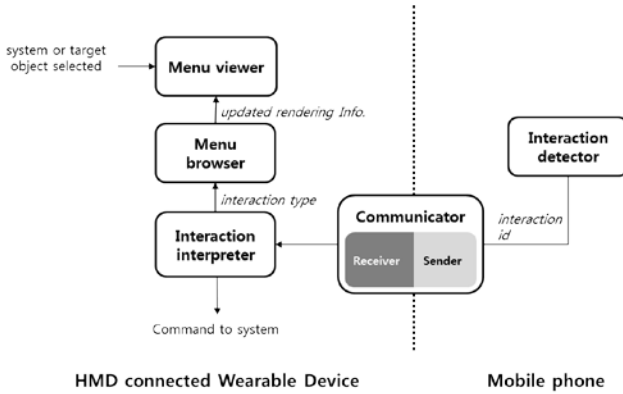 system or target
object selected
Menu viewer
updated rendering Info.
Menu
browser
Interaction
detector
interaction type
Communicator
interaction
id
Interaction
interpreter
Receiver
Sender
Command to system
HMD connected Wearable Device
Mobile phone